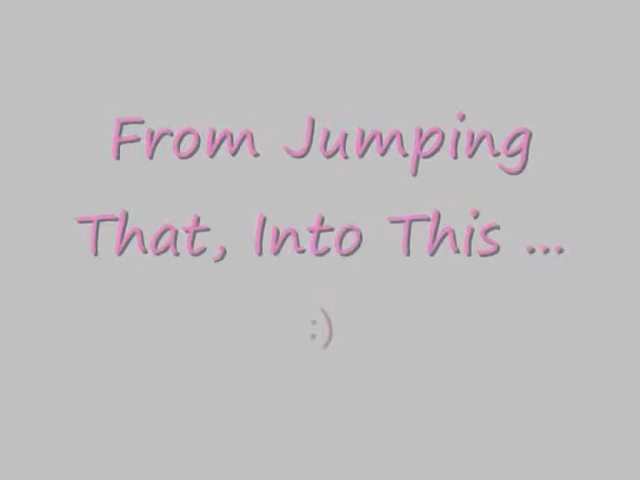 From Jumping
That, Into This ...
:)